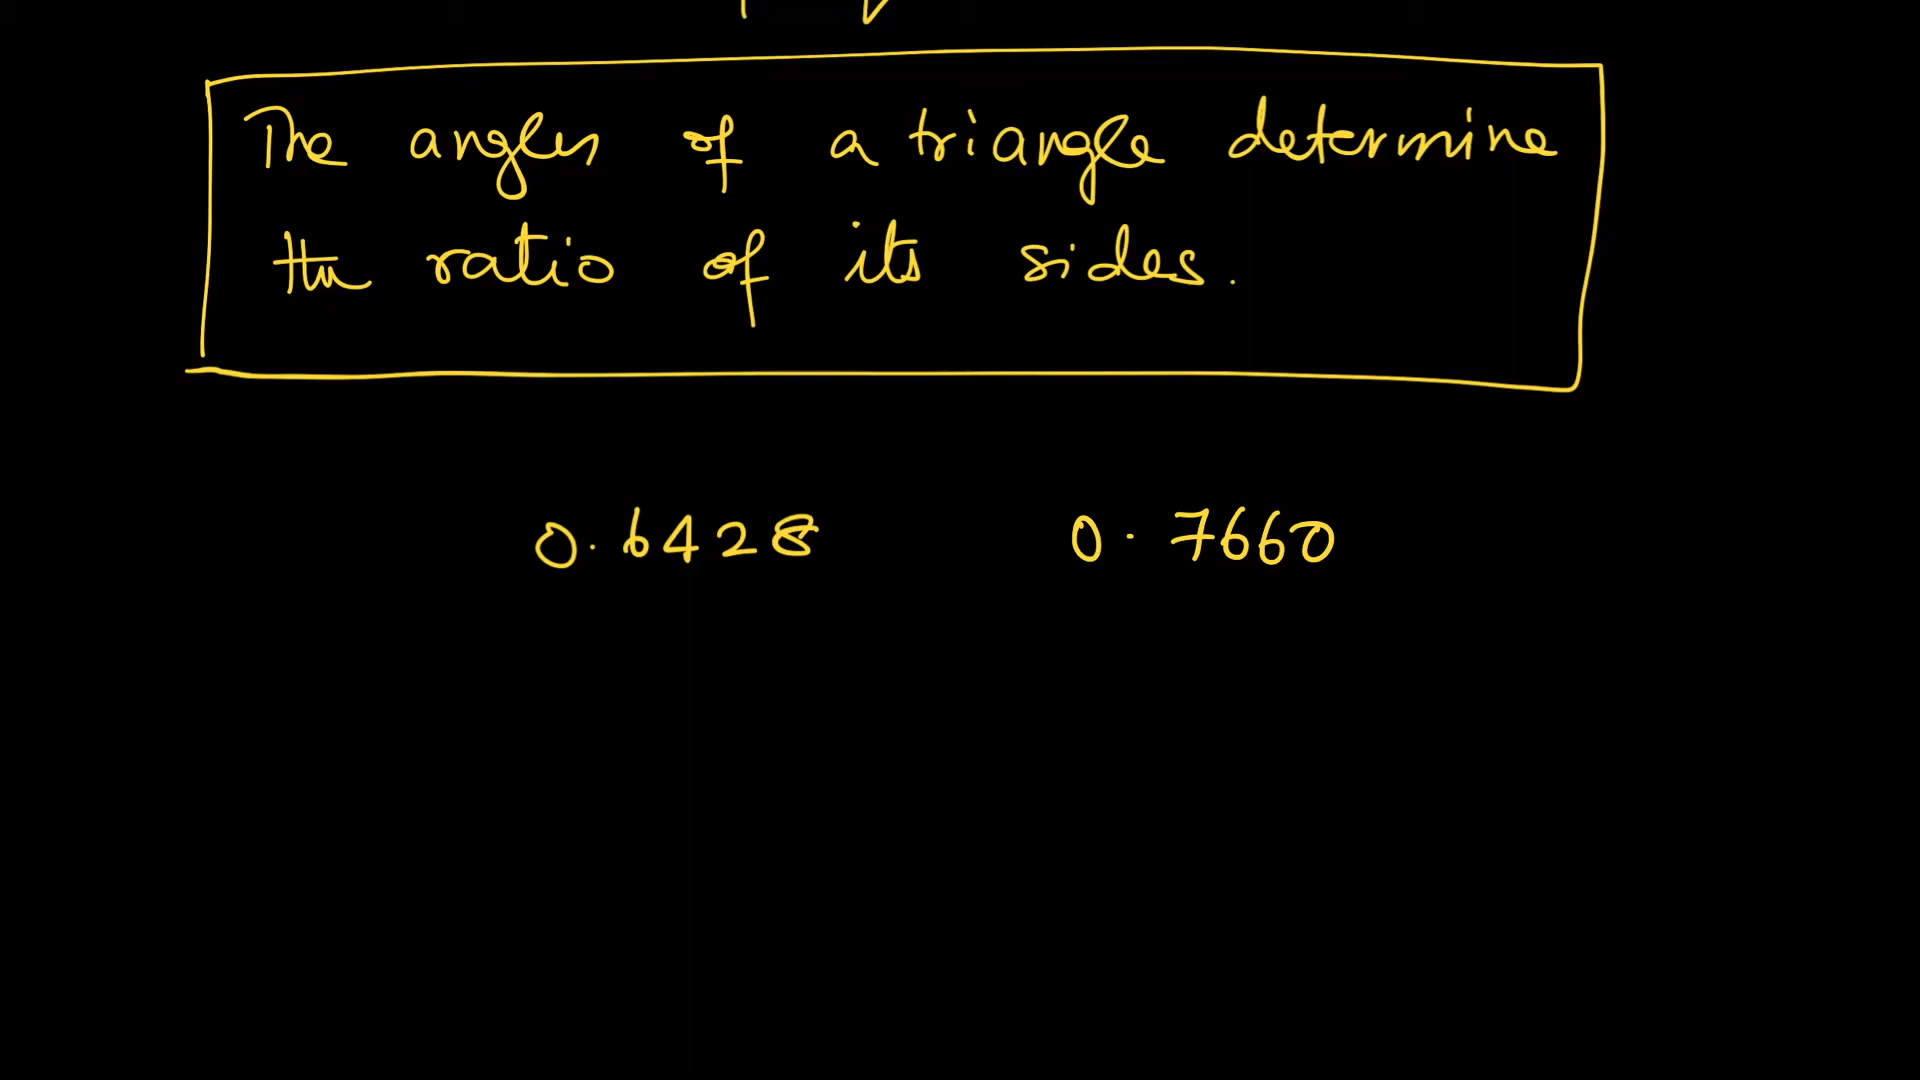 The angles of a triangle determine
the ratio of its sides.
0.6428 0.7660